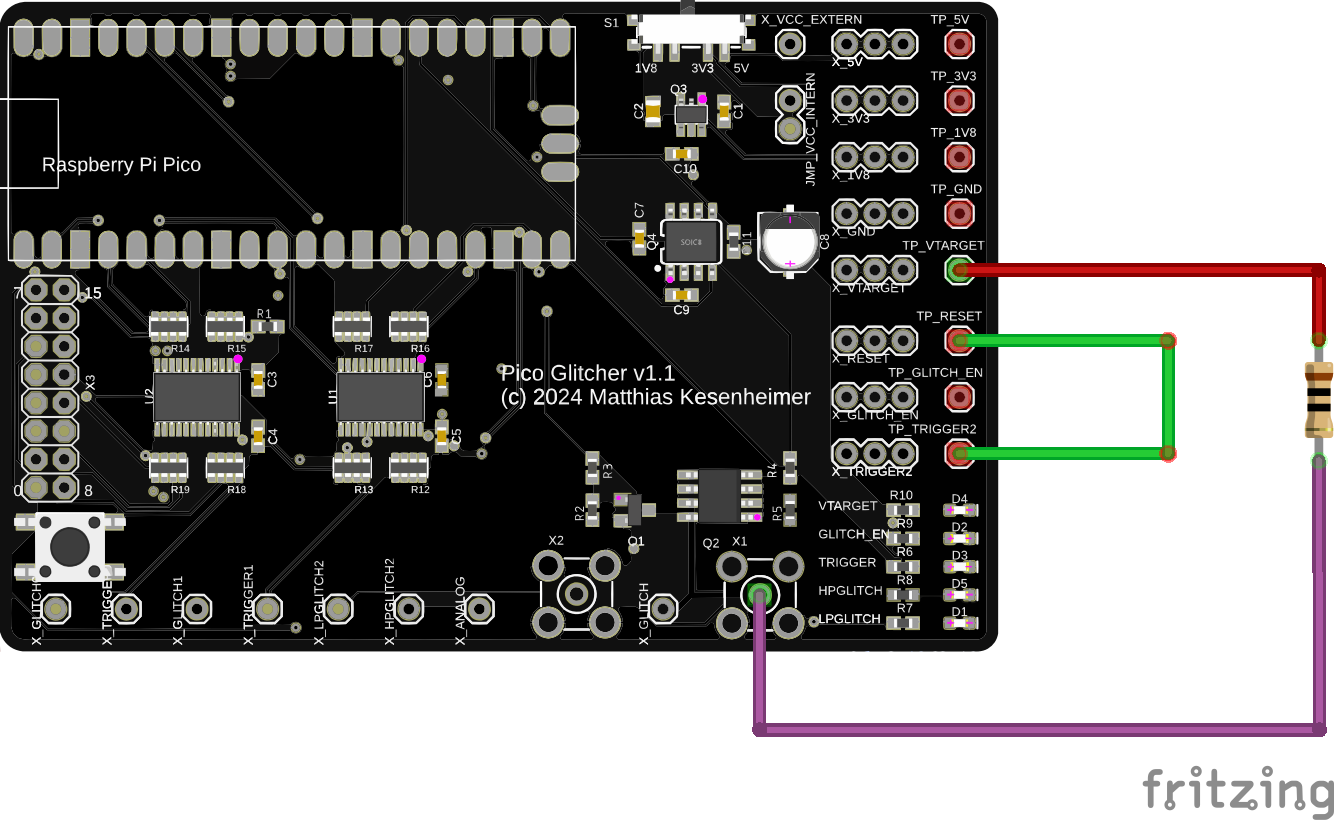 S1
X_VCC_EXTERN
TP_5V
1V8
3V3
5V
X_5V
TP_3V3
Q3
C2
C1
JMP_VCC_INTERN
X_3V3
TP_1V8
Raspberry Pi Pico
C10
X_1V8
TP_GND
C7
Q4
SOIC8
C8
X_GND
TP_VTARGET
X_VTARGET
7
15
C9
R1
R14
R15
R17
R16
TP_RESET
X_RESET
Pico Glitcher v1.1
(c) 2024 Matthias Kesenheimer
TP_GLITCH_EN
X3
U2
C3
U1
C6
X_GLITCH_EN
TP_TRIGGER2
C4
C5
X_TRIGGER2
R3
R4
0
8
R19
R18
R13
R12
R2
R5
VTARGET
R10
D4
GLITCH_EN
R9
D2
X2
Q1
Q2
X1
TRIGGER
R6
D3
HPGLITCH
R8
D5
LPGLITCH
R7
D1
X_TRIGGER
X_GLITCH1
X_TRIGGER1
X_LPGLITCH2
X_HPGLITCH2
X_ANALOG
X_GLITCH
fritzing